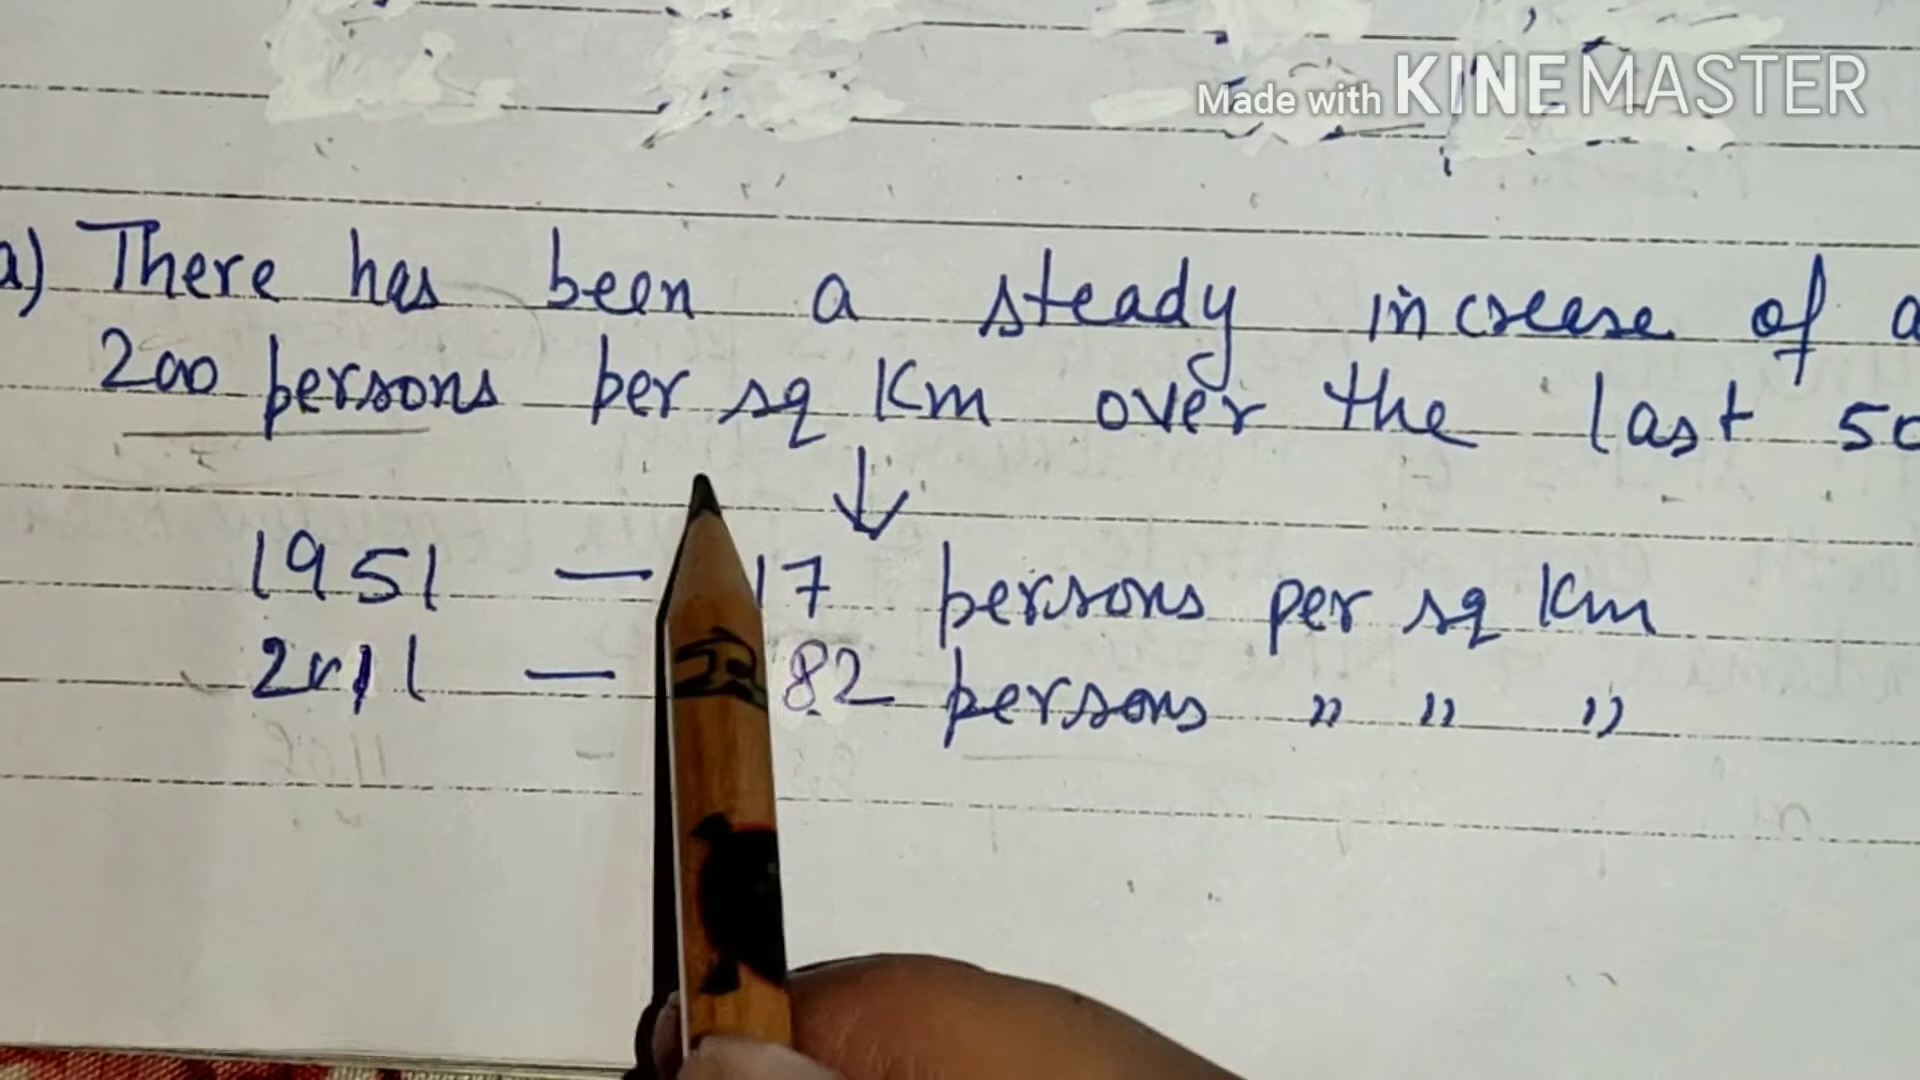 Made with KINEMASTER
a) There has been a steady increase of a
200 persons per sq Km over the last 50
1951 — 17 persons per sq Km
2011 — 82 persons " " "